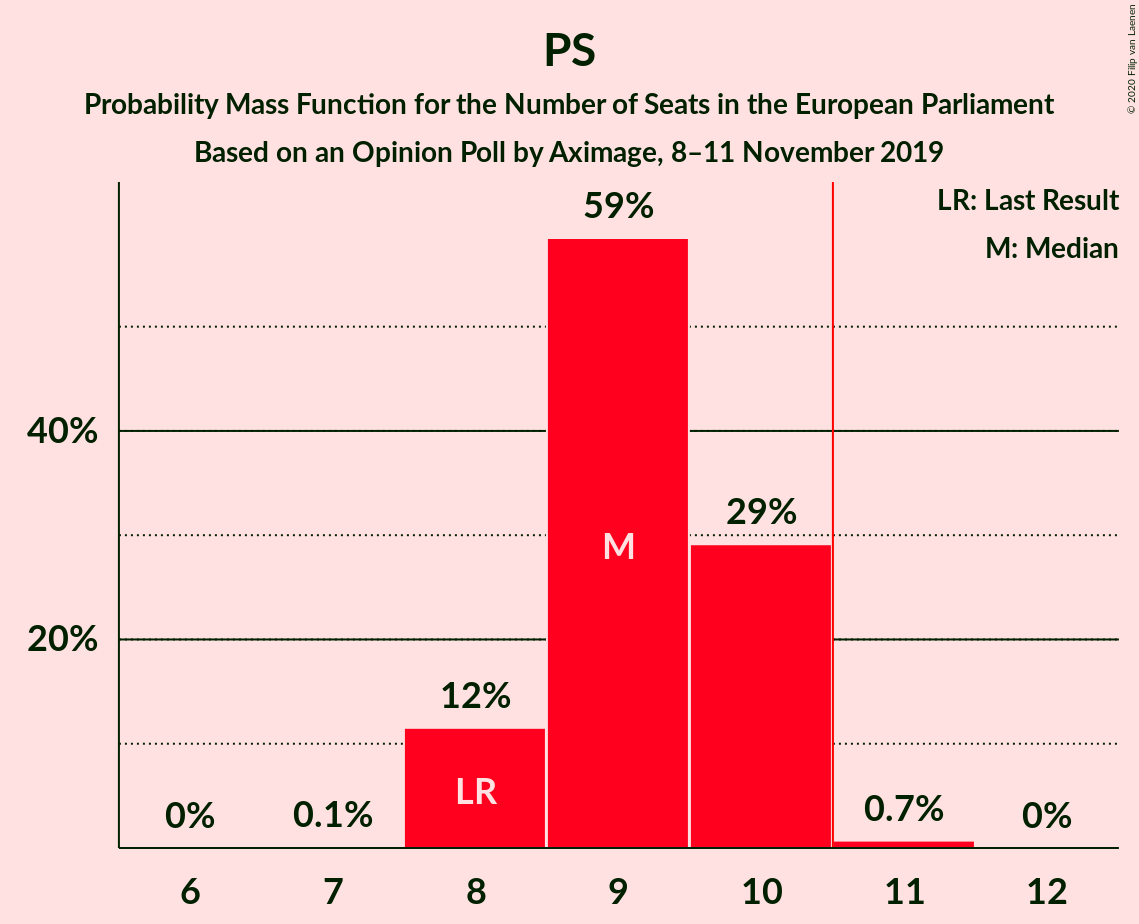 © 2020 Filip van Laenen
PS
Probability Mass Function for the Number of Seats in the European Parliament
Based on an Opinion Poll by Aximage, 8–11 November 2019
LR: Last Result
M: Median
59%
40%
29%
M
20%
12%
LR
0%
0.1%
0.7%
0%
6
7
8
9
10
11
12